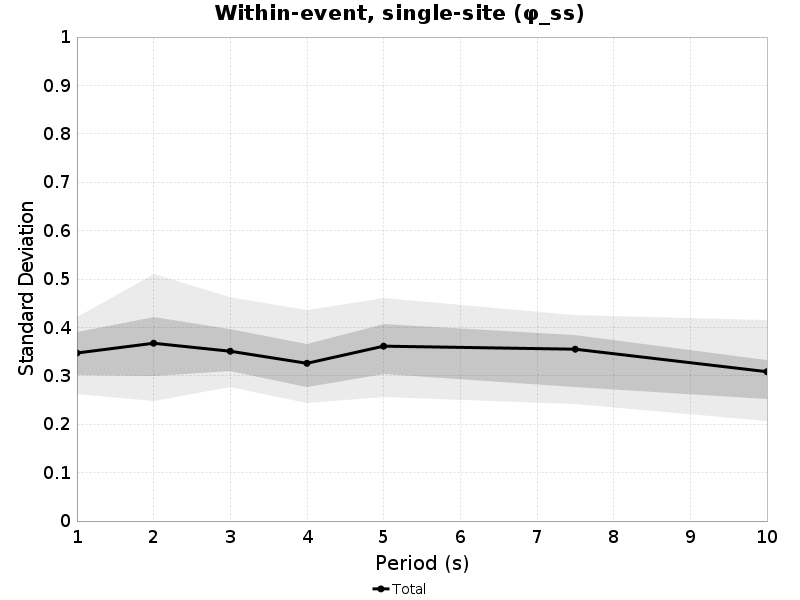 Within-event, single-site (φ_ss)
1
0.9
0.8
0.7
0.6
0.5
0.4
0.3
0.2
0.1
0
Standard Deviation
1 2 3 4 5 6 7 8 9 10
Period (s)
Total